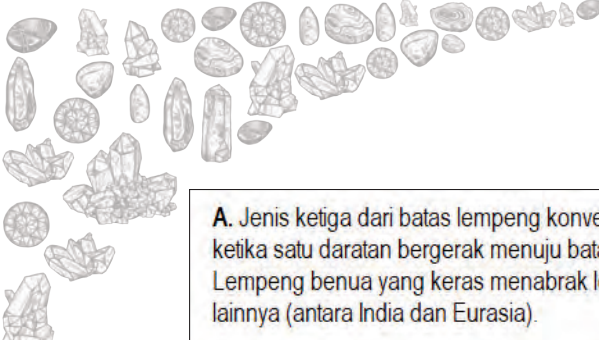 A. Jenis ketiga dari batas lempeng
ketika satu daratan bergerak menuju
Lempeng benua yang keras menabrak
lainnya (antara India dan Eurasia).